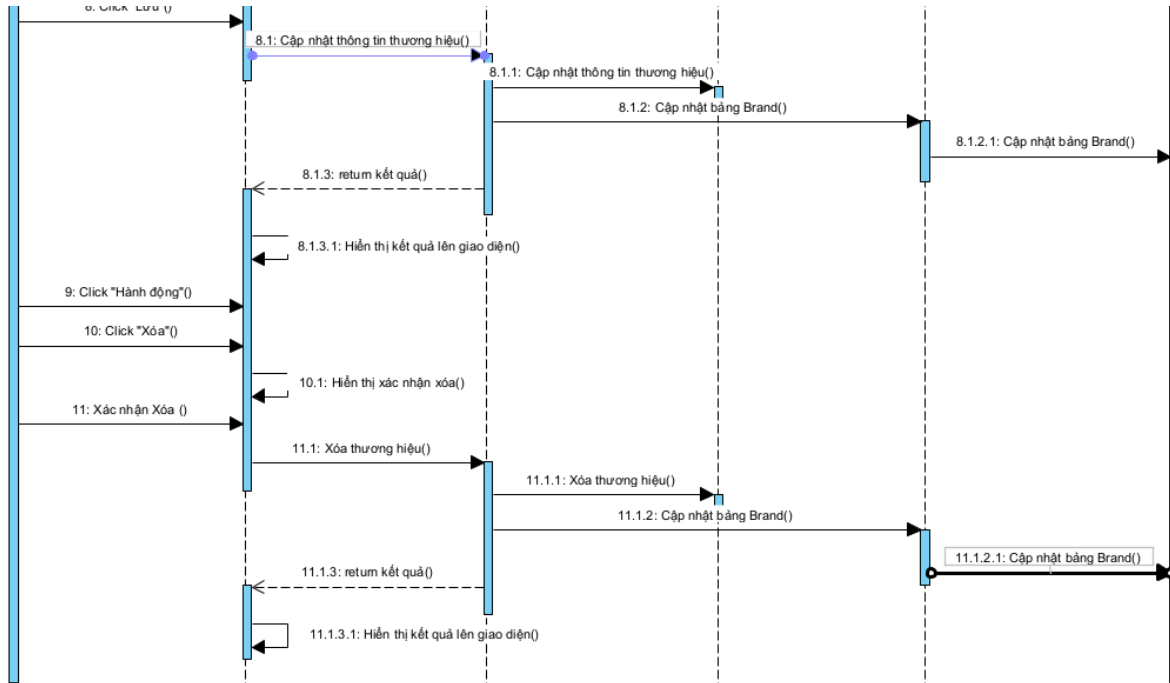 8: Click "Lưu"()
8.1: Cập nhật thông tin thương hiệu()
8.1.1: Cập nhật thông tin thương hiệu()
8.1.2: Cập nhật bảng Brand()
8.1.2.1: Cập nhật bảng Brand()
8.1.3: return kết quả()
8.1.3.1: Hiển thị kết quả lên giao diện()
9: Click "Hành động"()
10: Click "Xóa"()
10.1: Hiển thị xác nhận xóa()
11: Xác nhận Xóa ()
11.1: Xóa thương hiệu()
11.1.1: Xóa thương hiệu()
11.1.2: Cập nhật bảng Brand()
11.1.2.1: Cập nhật bảng Brand()
11.1.3: return kết quả()
11.1.3.1: Hiển thị kết quả lên giao diện()